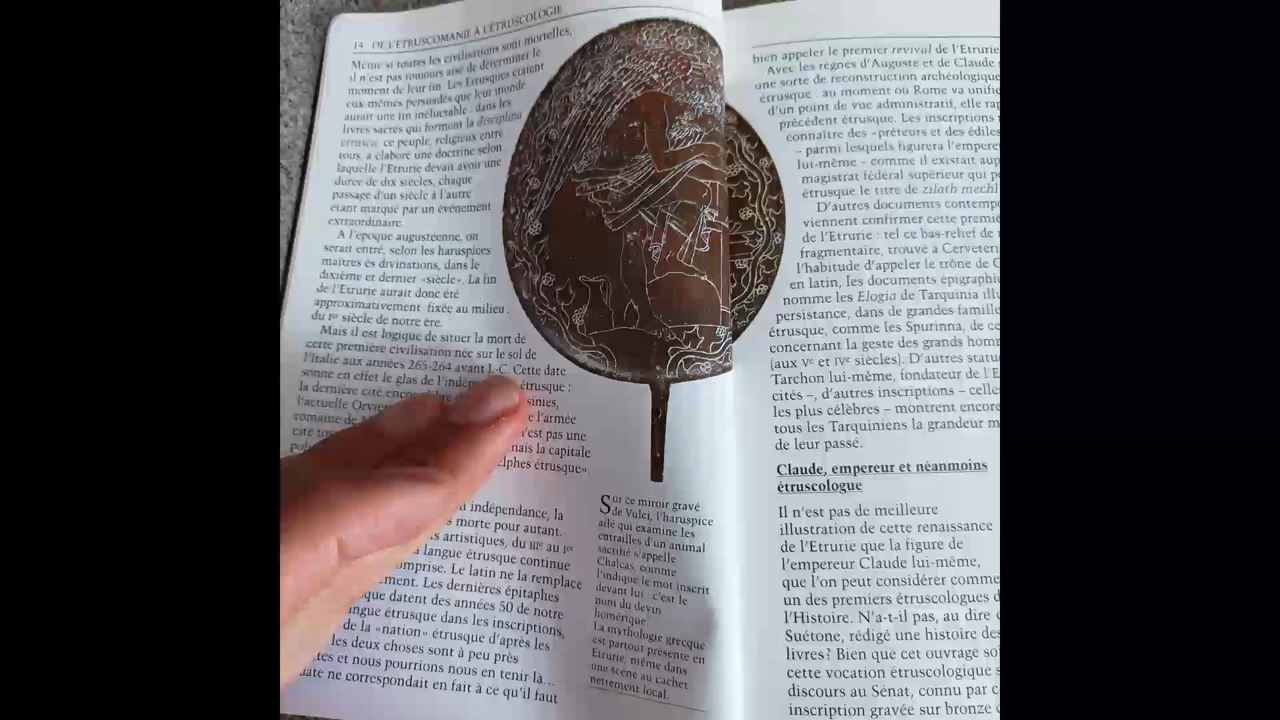 14 DE L'ÉTRUSCOMANIE À L'ÉTRUSCOLOGIE
Même si toutes les civilisations sont mortelles,
il n'est pas toujours aisé de déterminer le
moment de leur fin. Les Etrusques étaient
eux-mêmes persuadés que leur monde
aurait une fin inéluctable : dans les
livres sacrés qui forment la disciplina
etrusca, ce peuple, religieux entre
tous, a élaboré une doctrine selon
laquelle l'Etrurie devait avoir une
durée de dix siècles, chaque
passage d'un siècle à l'autre
étant marqué par un événement
extraordinaire.
A l'époque augustéenne, on
serait entré, selon les haruspices
maîtres ès divinations, dans le
dixième et dernier «siècle». La fin
de l'Etrurie aurait donc été
approximativement fixée au milieu
du Ier siècle de notre ère.
Mais il est logique de situer la mort de
cette première civilisation née sur le sol de
l'Italie aux années 265-264 avant J.-C. Cette date
sonne en effet le glas de l'indép étrusque :
la dernière cité enco sinies,
l'actuelle Orvie e l'armée
romaine de 'est pas une
cité mais la capitale
elphes étrusque».
indépendance, la
morte pour autant.
s artistiques, du IIIe au Ier
a langue étrusque continue
omprise. Le latin ne la remplace
ment. Les dernières épitaphes
que datent des années 50 de notre
ngue étrusque dans les inscriptions,
de la «nation» étrusque d'après les
les deux choses sont à peu près
tes et nous pourrions nous en tenir là...
ate ne correspondait en fait à ce qu'il faut
Sur ce miroir gravé
de Vulci, l'haruspice
ailé qui examine les
entrailles d'un animal
sacrifié s'appelle
Chalcas, comme
l'indique le mot inscrit
devant lui : c'est le
nom du devin
homérique.
La mythologie grecque
est partout présente en
Etrurie, même dans
une scène au cachet
nettement local.
bien appeler le premier revival de l'Etrurie
Avec les règnes d'Auguste et de Claude
une sorte de reconstruction archéologique
étrusque : au moment où Rome va unifie
d'un point de vue administratif, elle rap
précédent étrusque. Les inscriptions
connaître des «préteurs et des édiles
– parmi lesquels figurera l'empere
lui-même – comme il existait aup
magistrat fédéral supérieur qui p
étrusque le titre de zilath mechl
D'autres documents contemp
viennent confirmer cette premie
de l'Etrurie : tel ce bas-relief de
fragmentaire, trouvé à Cerveter
l'habitude d'appeler le trône de C
en latin, les documents épigraphi
nomme les Elogia de Tarquinia illu
persistance, dans de grandes famille
étrusque, comme les Spurinna, de ce
concernant la geste des grands hom
(aux Ve et IVe siècles). D'autres statu
Tarchon lui-même, fondateur de l'E
cités –, d'autres inscriptions – celle
les plus célèbres – montrent encore
tous les Tarquiniens la grandeur m
de leur passé.
Claude, empereur et néanmoins
étruscologue
Il n'est pas de meilleure
illustration de cette renaissance
de l'Etrurie que la figure de
l'empereur Claude lui-même,
que l'on peut considérer comme
un des premiers étruscologues d
l'Histoire. N'a-t-il pas, au dire
Suétone, rédigé une histoire des
livres? Bien que cet ouvrage soi
cette vocation étruscologique s
discours au Sénat, connu par c
inscription gravée sur bronze